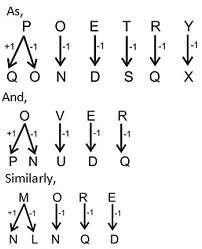 As,
P O E T R Y
+1 -1 -1 -1 -1 -1 -1
Q O N D S Q X
And,
O V E R
+1 -1 -1 -1 -1
P N U D Q
Similarly,
M O R E
+1 -1 -1 -1 -1
N L N Q D